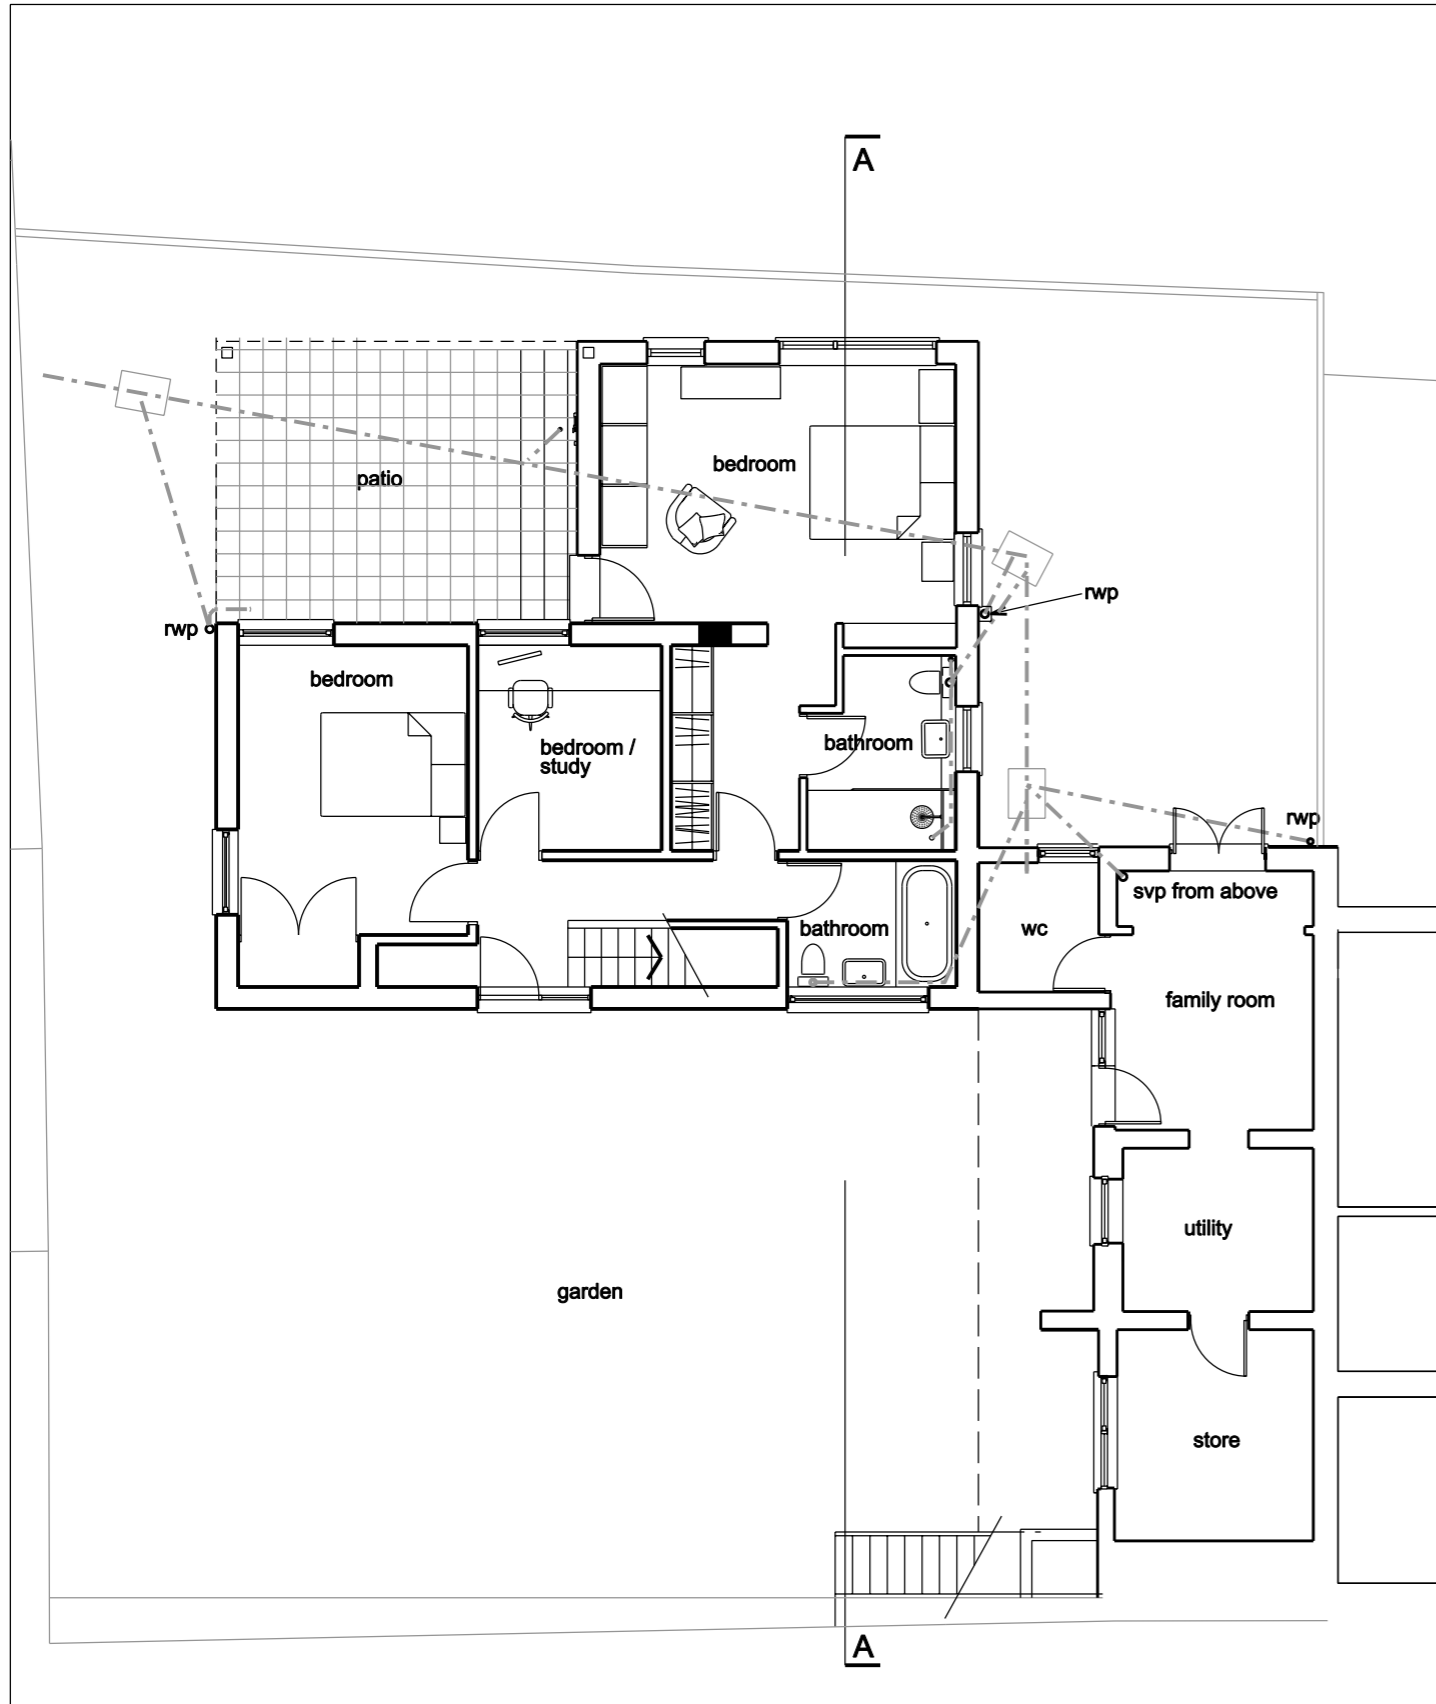 A
bedroom
patio
rwp
rwp
bedroom
bedroom /
study
bathroom
rwp
svp from above
bathroom
wc
family room
utility
garden
store
A